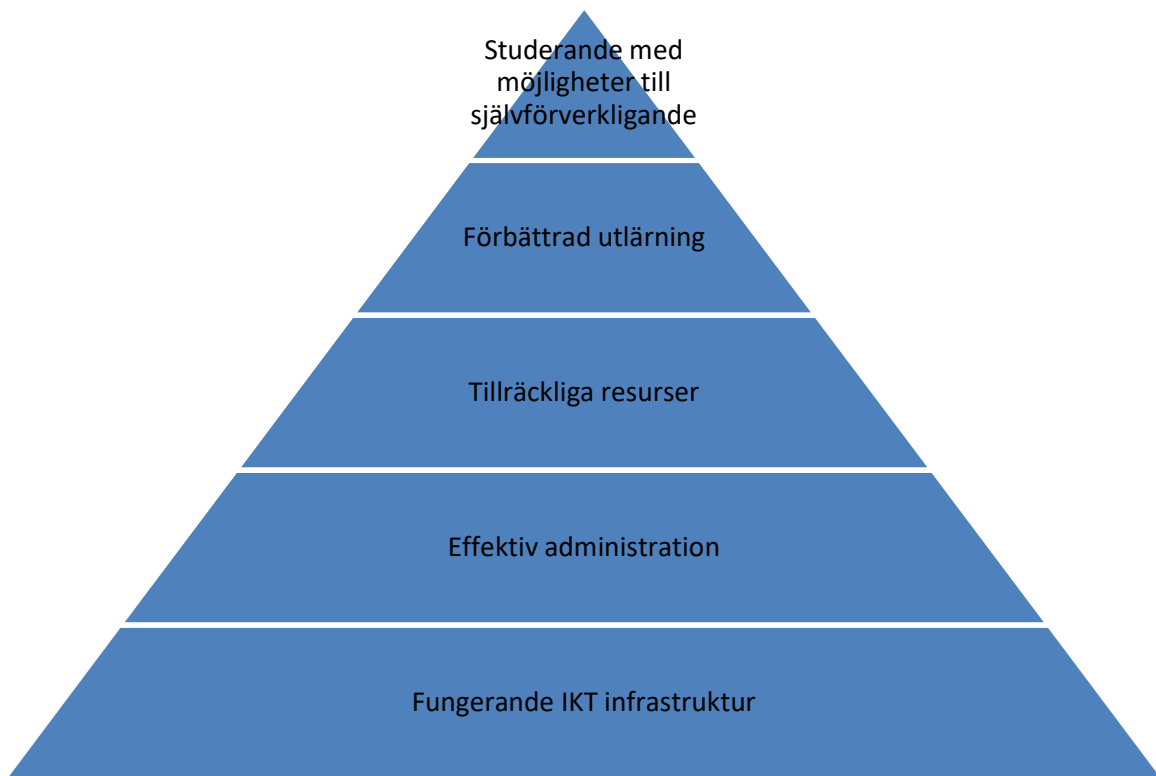 Studerande med
möjligheter till
självförverkligande
Förbättrad utlärning
Tillräckliga resurser
Effektiv administration
Fungerande IKT infrastruktur